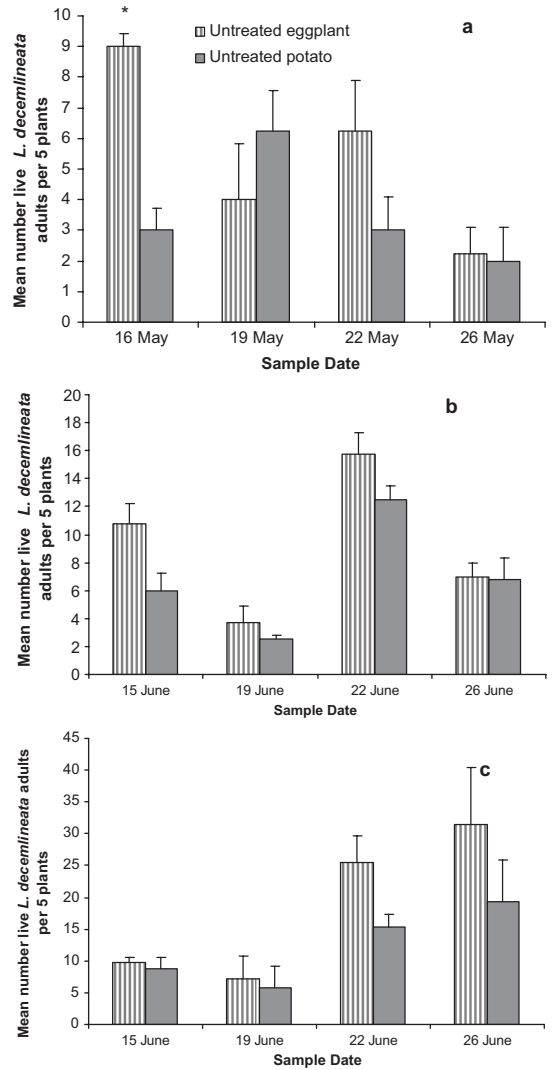 a
*
Untreated eggplant
Untreated potato
Mean number live L. decemlineata
adults per 5 plants
10
9
8
7
6
5
4
3
2
1
0
16 May 19 May 22 May 26 May
Sample Date
b
Mean number live L. decemlineata
adults per 5 plants
20
18
16
14
12
10
8
6
4
2
0
15 June 19 June 22 June 26 June
Sample Date
c
Mean number live L. decemlineata adults
per 5 plants
45
40
35
30
25
20
15
10
5
0
15 June 19 June 22 June 26 June
Sample Date